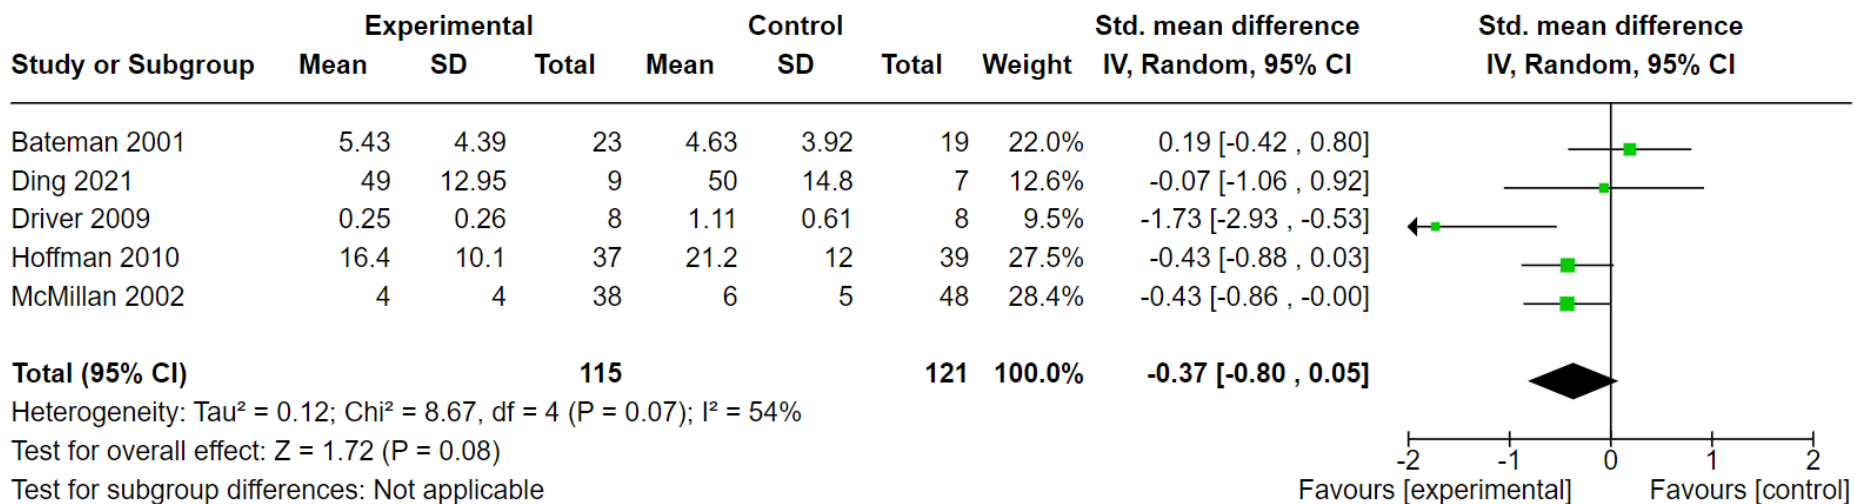 Experimental Control Std. mean difference Std. mean difference
Study or Subgroup Mean SD Total Mean SD Total Weight IV, Random, 95% CI IV, Random, 95% CI
Bateman 2001 5.43 4.39 23 4.63 3.92 19 22.0% 0.19 [-0.42 , 0.80]
Ding 2021 49 12.95 9 50 14.8 7 12.6% -0.07 [-1.06 , 0.92]
Driver 2009 0.25 0.26 8 1.11 0.61 8 9.5% -1.73 [-2.93 , -0.53]
Hoffman 2010 16.4 10.1 37 21.2 12 39 27.5% -0.43 [-0.88 , 0.03]
McMillan 2002 4 4 38 6 5 48 28.4% -0.43 [-0.86 , -0.00]
Total (95% CI) 115 121 100.0% -0.37 [-0.80 , 0.05]
Heterogeneity: Tau² = 0.12; Chi² = 8.67, df = 4 (P = 0.07); I² = 54%
Test for overall effect: Z = 1.72 (P = 0.08)
Test for subgroup differences: Not applicable
-2 -1 0 1 2
Favours [experimental] Favours [control]